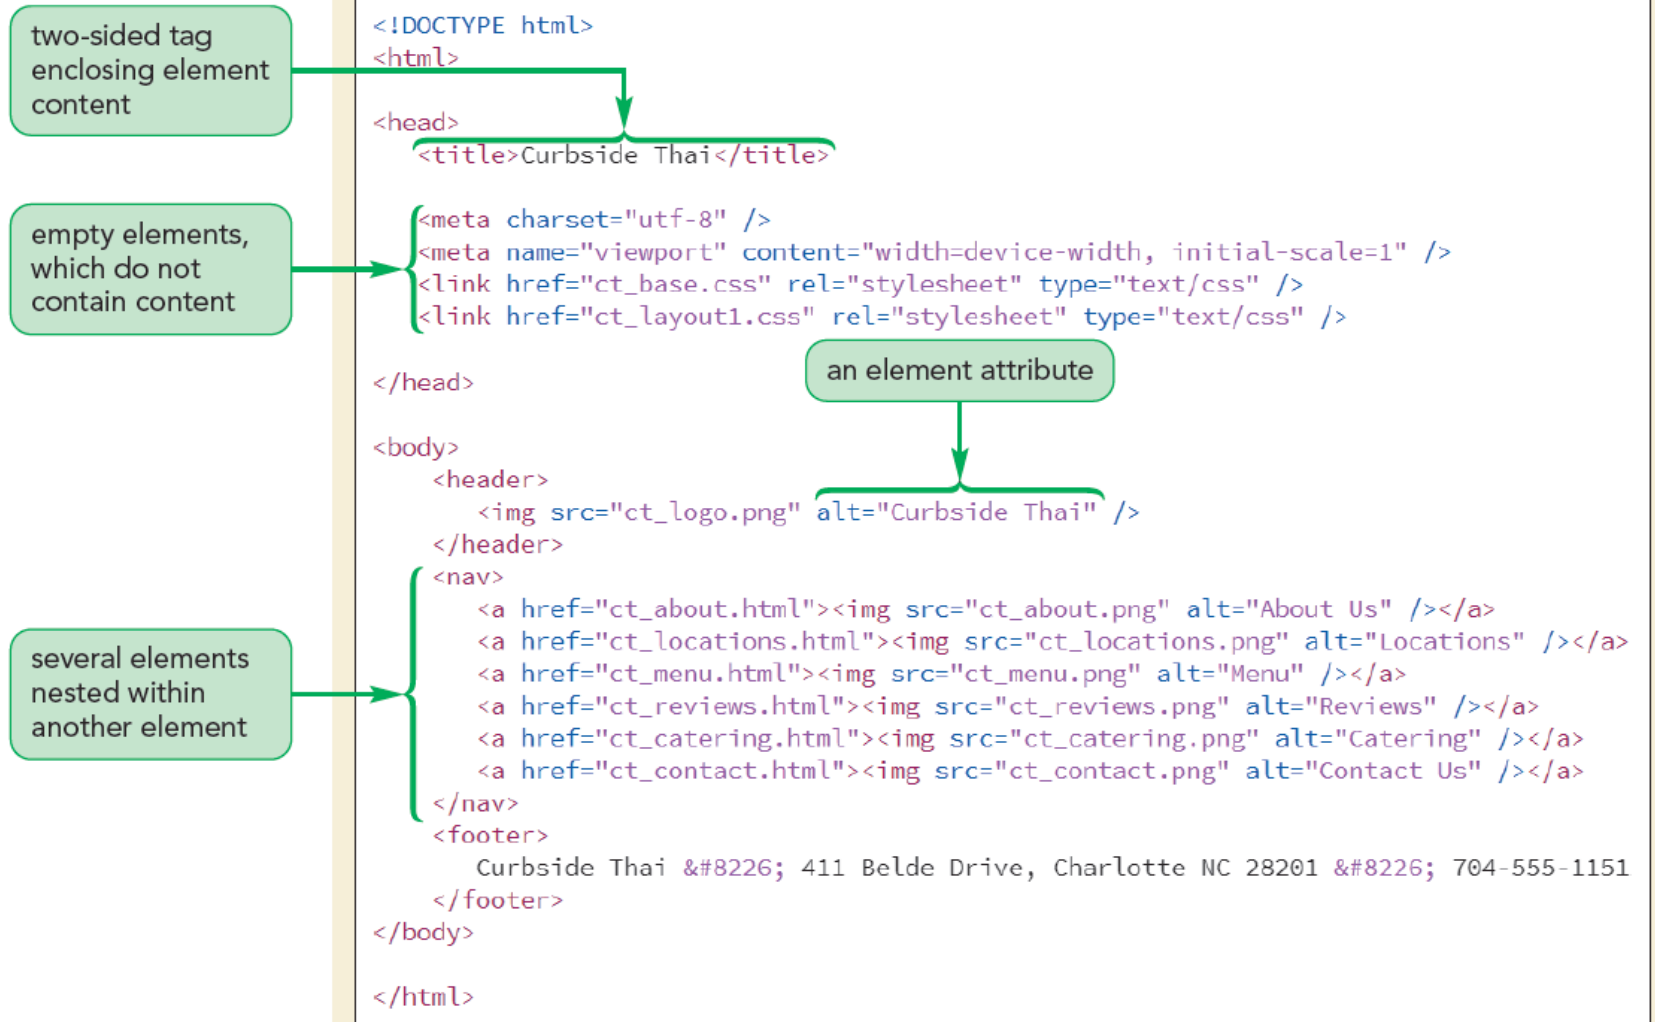 two-sided tag
enclosing element
content
<!DOCTYPE html>
<html>
<head>
<title>Curbside Thai</title>
empty elements,
which do not
contain content
<meta charset="utf-8" />
<meta name="viewport" content="width=device-width, initial-scale=1" />
<link href="ct_base.css" rel="stylesheet" type="text/css" />
<link href="ct_layout1.css" rel="stylesheet" type="text/css" />
</head>
an element attribute
<body>
<header>
<img src="ct_logo.png" alt="Curbside Thai" />
</header>
several elements
nested within
another element
<nav>
<a href="ct_about.html"><img src="ct_about.png" alt="About Us" /></a>
<a href="ct_locations.html"><img src="ct_locations.png" alt="Locations" /></a>
<a href="ct_menu.html"><img src="ct_menu.png" alt="Menu" /></a>
<a href="ct_reviews.html"><img src="ct_reviews.png" alt="Reviews" /></a>
<a href="ct_catering.html"><img src="ct_catering.png" alt="Catering" /></a>
<a href="ct_contact.html"><img src="ct_contact.png" alt="Contact Us" /></a>
</nav>
<footer>
Curbside Thai &#8226; 411 Belde Drive, Charlotte NC 28201 &#8226; 704-555-1151
</footer>
</body>
</html>